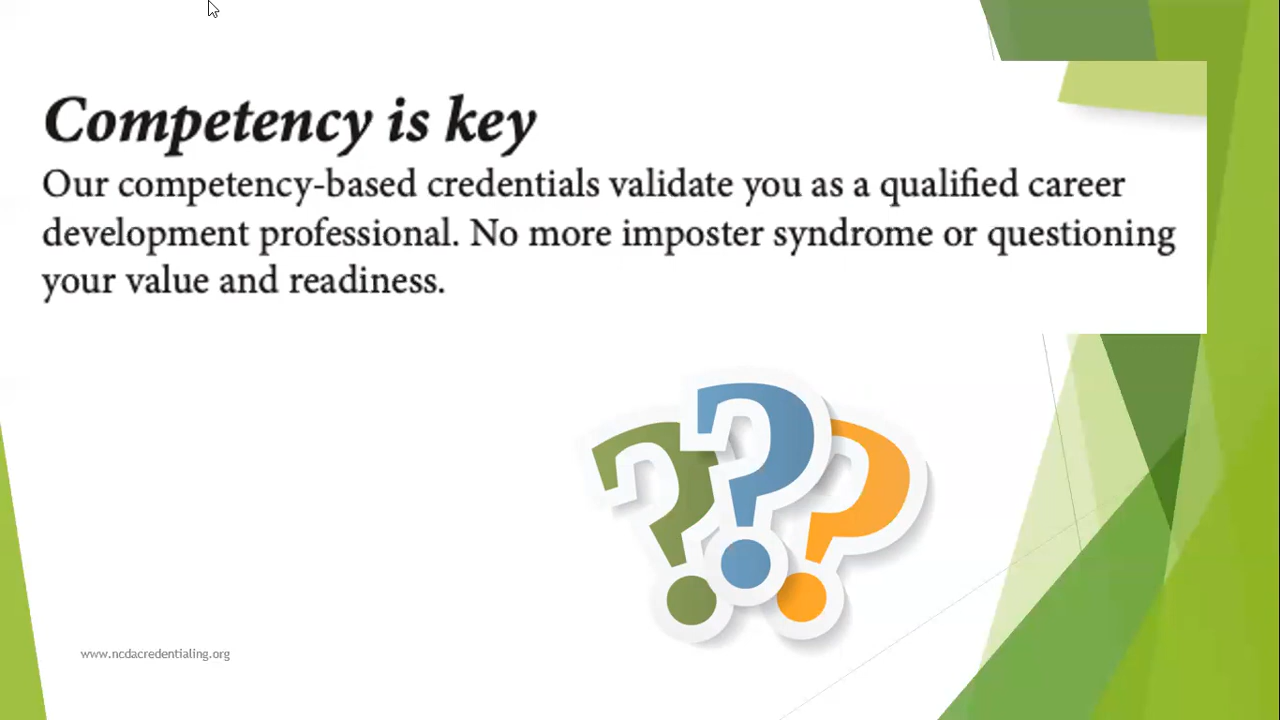 Competency is key
Our competency-based credentials validate you as a qualified career
development professional. No more imposter syndrome or questioning
your value and readiness.
???
www.ncdacredentialing.org